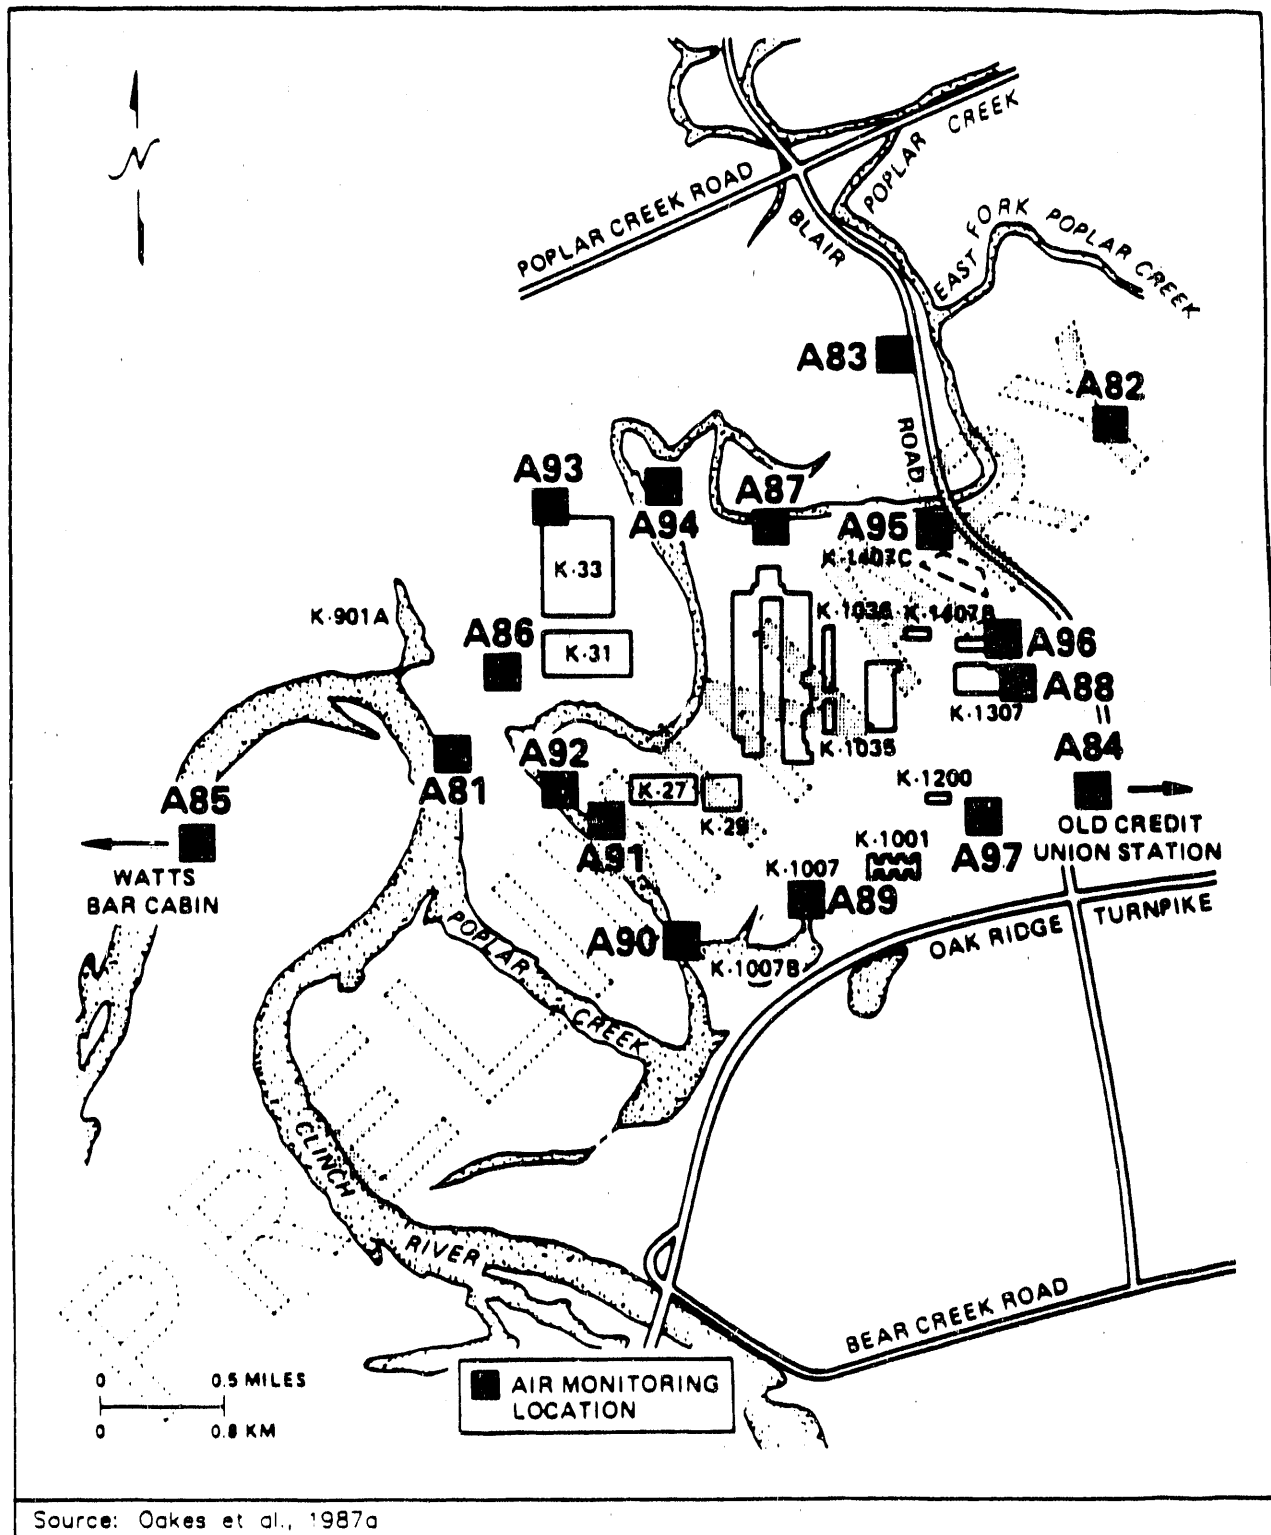 N
POPLAR CREEK ROAD
POPLAR CREEK
BLAIR
POPLAR
EAST FORK POPLAR CREEK
A83
A82
ROAD
A93
A94
A87
A95
K-1407C
K-33
K-901A
A86
K-31
K-1036
K-1407B
A96
A88
K-1307
K-1035
A92
A81
K-27
K-29
K-1200
A84
A85
A91
K-1001
A97
OLD CREDIT
UNION STATION
WATTS
BAR CABIN
K-1007
A89
A90
K-1007B
OAK RIDGE TURNPIKE
POPLAR CREEK
CLINCH
RIVER
BEAR CREEK ROAD
0 0.5 MILES
0 0.8 KM
AIR MONITORING
LOCATION
Source: Oakes et al., 1987a